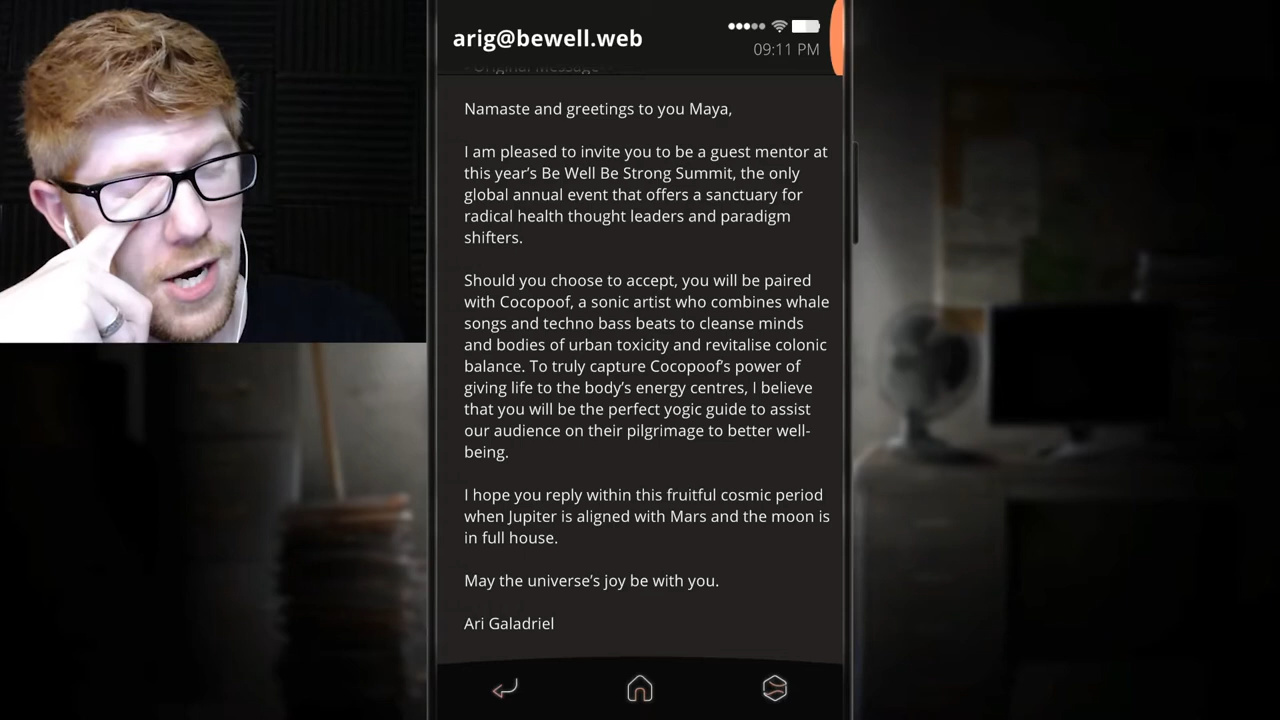 arig@bewell.web
09:11 PM
- Original Message -
Namaste and greetings to you Maya,
I am pleased to invite you to be a guest mentor at
this year’s Be Well Be Strong Summit, the only
global annual event that offers a sanctuary for
radical health thought leaders and paradigm
shifters.
Should you choose to accept, you will be paired
with Cocopoof, a sonic artist who combines whale
songs and techno bass beats to cleanse minds
and bodies of urban toxicity and revitalise colonic
balance. To truly capture Cocopoof’s power of
giving life to the body’s energy centres, I believe
that you will be the perfect yogic guide to assist
our audience on their pilgrimage to better well-
being.
I hope you reply within this fruitful cosmic period
when Jupiter is aligned with Mars and the moon is
in full house.
May the universe’s joy be with you.
Ari Galadriel